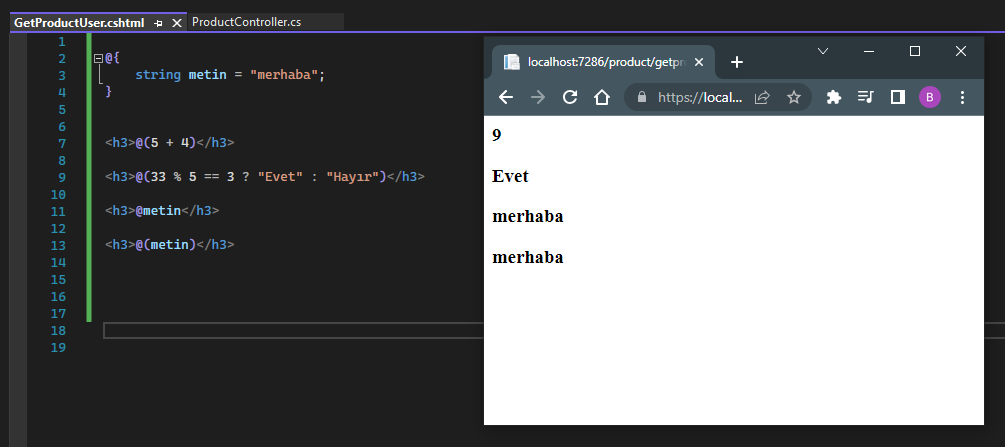 GetProductUser.cshtml ProductController.cs
1
2 @{
3 string metin = "merhaba";
4 }
5
6
7 <h3>@(5 + 4)</h3>
8
9 <h3>@(33 % 5 == 3 ? "Evet" : "Hayır")</h3>
10
11 <h3>@metin</h3>
12
13 <h3>@(metin)</h3>
14
15
16
17
18
19
localhost:7286/product/getpr
https://local...
B
9
Evet
merhaba
merhaba